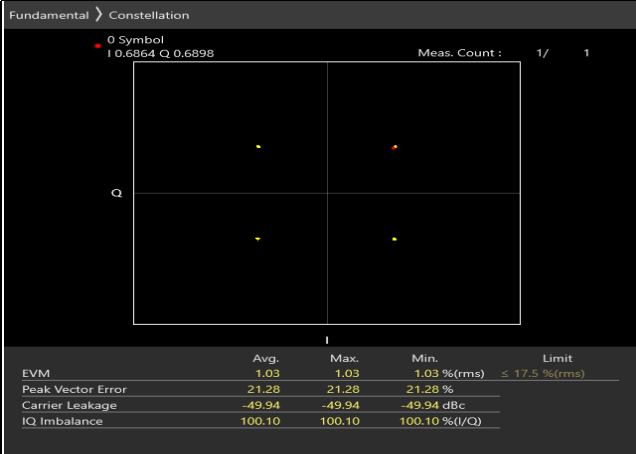 Fundamental 〉 Constellation
0 Symbol
I 0.6864 Q 0.6898
Meas. Count : 1/ 1
Q
I
Avg. Max. Min. Limit
EVM 1.03 1.03 1.03 %(rms) ≤ 17.5 %(rms)
Peak Vector Error 21.28 21.28 21.28 %
Carrier Leakage -49.94 -49.94 -49.94 dBc
IQ Imbalance 100.10 100.10 100.10 %(I/Q)